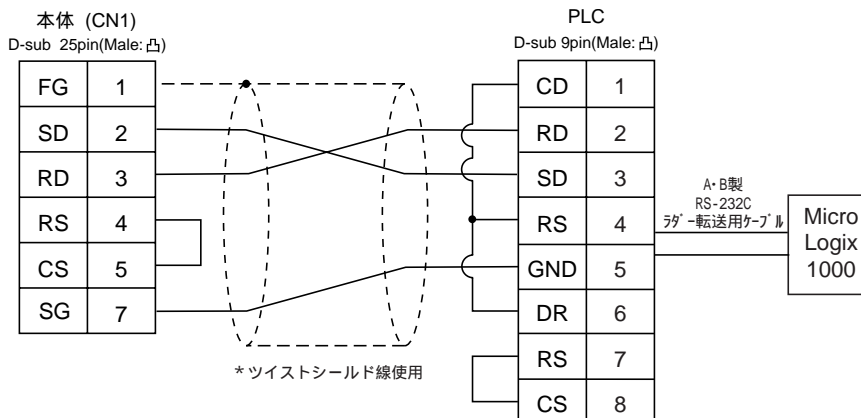 本体 (CN1)
D-sub 25pin(Male: 凸)
FG 1
SD 2
RD 3
RS 4
CS 5
SG 7
*ツイストシールド線使用
PLC
D-sub 9pin(Male: 凸)
CD 1
RD 2
SD 3
RS 4
GND 5
DR 6
RS 7
CS 8
A・B製
RS-232C
ラダー転送用ケーブル
Micro
Logix
1000